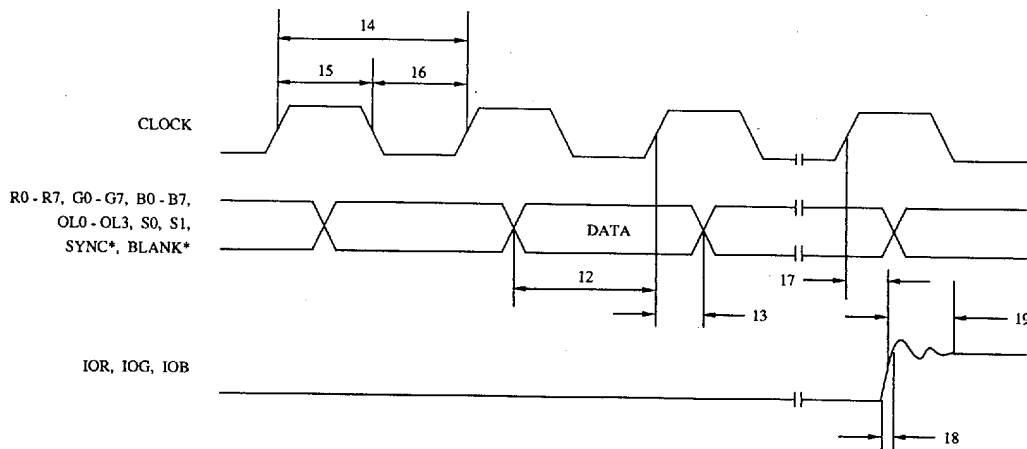 14
15
16
CLOCK
R0 - R7, G0 - G7, B0 - B7,
OL0 - OL3, S0, S1,
SYNC*, BLANK*
DATA
12
17
13
19
IOR, IOG, IOB
18